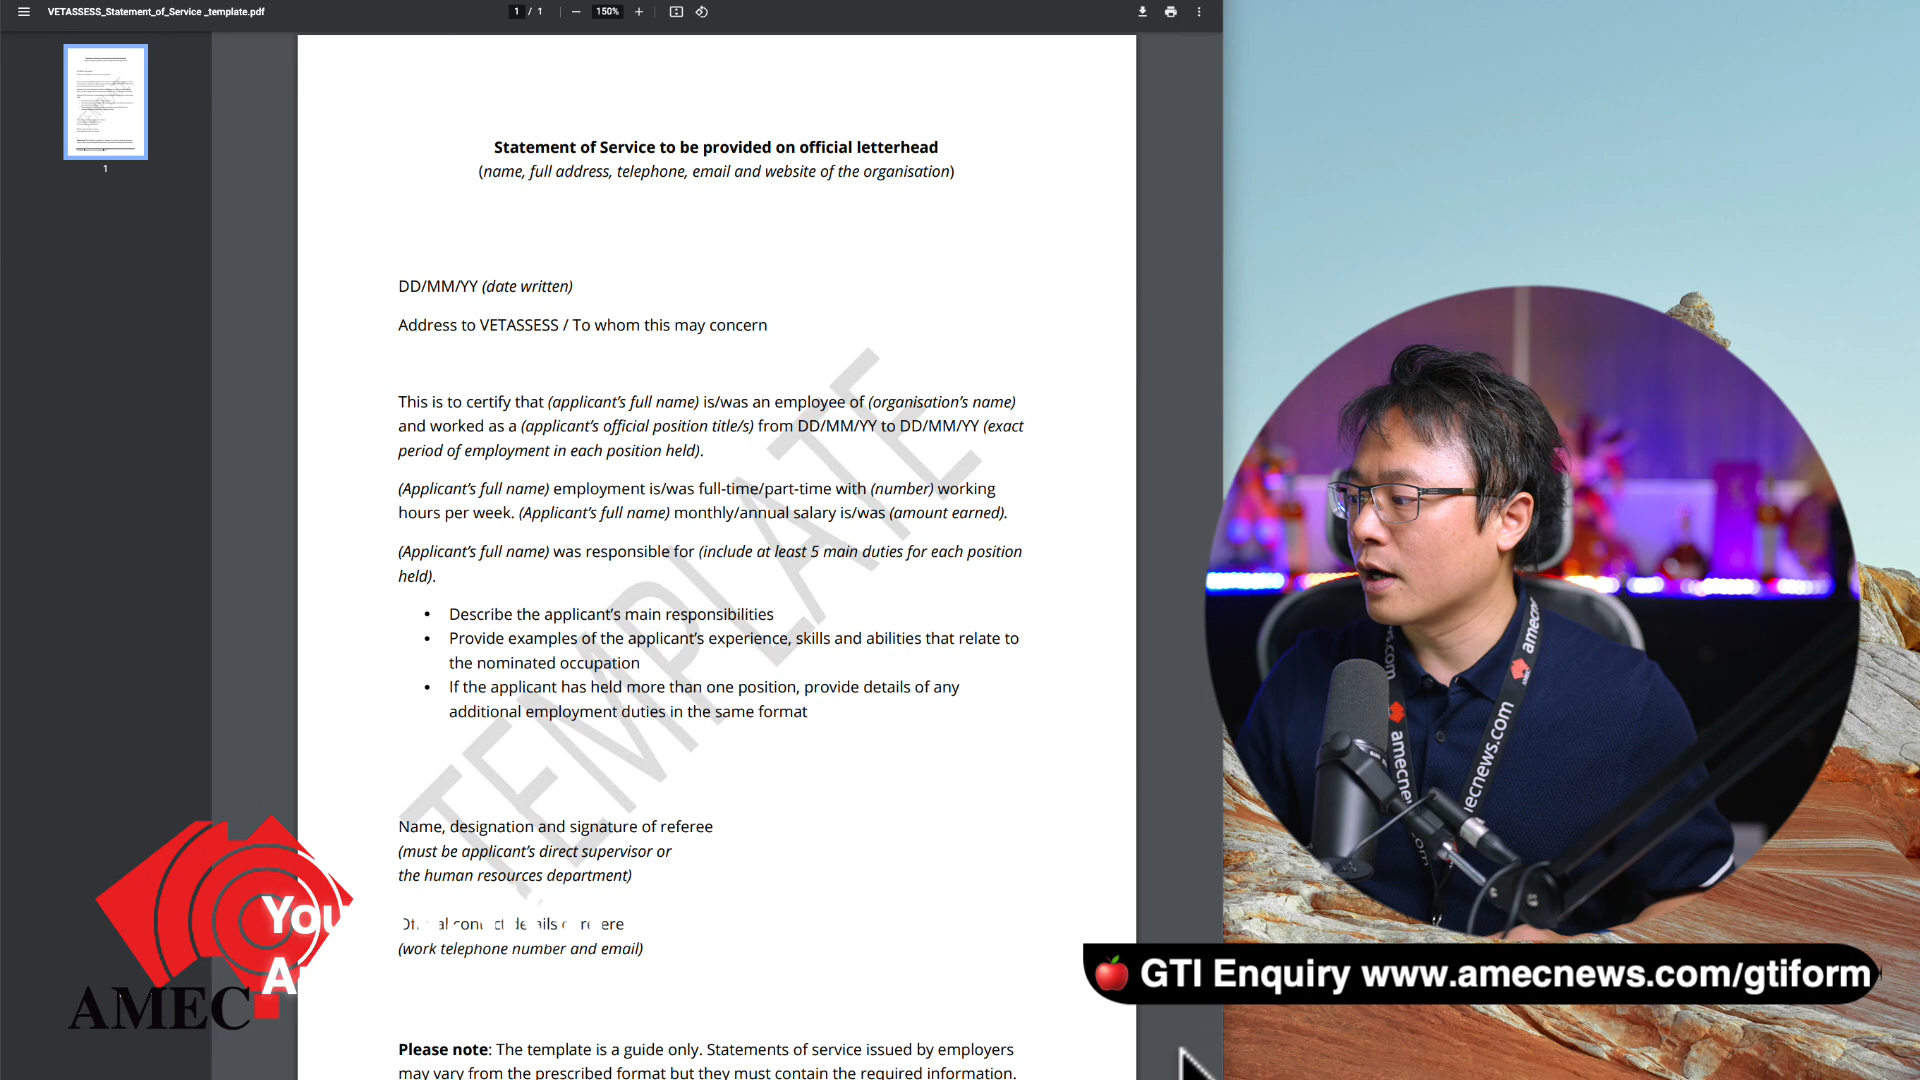 VETASSESS_Statement_of_Service _template.pdf
1 / 1
150%
1
Statement of Service to be provided on official letterhead
(name, full address, telephone, email and website of the organisation)
DD/MM/YY (date written)
Address to VETASSESS / To whom this may concern
This is to certify that (applicant’s full name) is/was an employee of (organisation’s name)
and worked as a (applicant’s official position title/s) from DD/MM/YY to DD/MM/YY (exact
period of employment in each position held).
(Applicant’s full name) employment is/was full-time/part-time with (number) working
hours per week. (Applicant’s full name) monthly/annual salary is/was (amount earned).
(Applicant’s full name) was responsible for (include at least 5 main duties for each position
held).
• Describe the applicant’s main responsibilities
• Provide examples of the applicant’s experience, skills and abilities that relate to
the nominated occupation
• If the applicant has held more than one position, provide details of any
additional employment duties in the same format
TEMPLATE
Name, designation and signature of referee
(must be applicant’s direct supervisor or
the human resources department)
(work telephone number and email)
Please note: The template is a guide only. Statements of service issued by employers
may vary from the prescribed format but they must contain the required information.
AMEC
You
amecnews.com
GTI Enquiry www.amecnews.com/gtiform